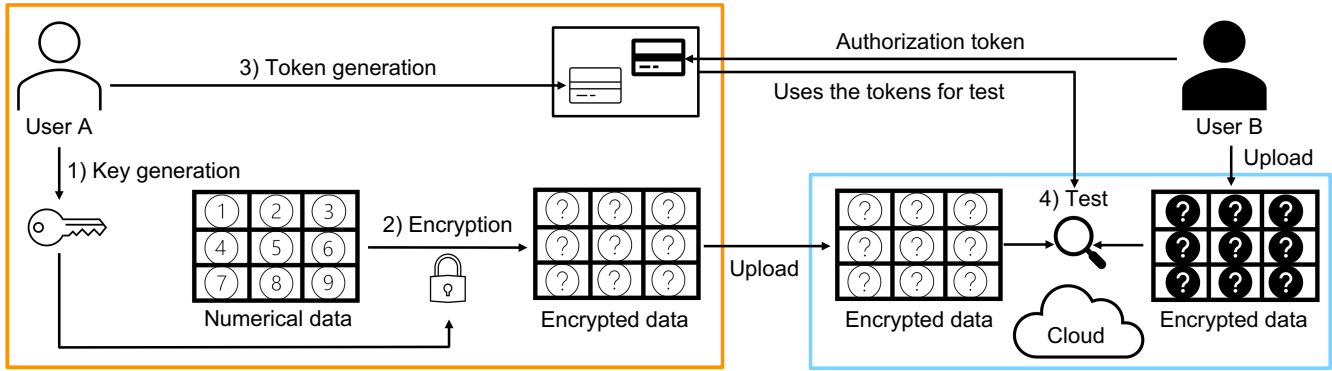 Authorization token
3) Token generation
Uses the tokens for test
User A
User B
1) Key generation
Upload
1 2 3
4 5 6
7 8 9
2) Encryption
? ? ?
? ? ?
? ? ?
Upload
? ? ?
? ? ?
? ? ?
4) Test
? ? ?
? ? ?
? ? ?
Numerical data
Encrypted data
Encrypted data
Cloud
Encrypted data